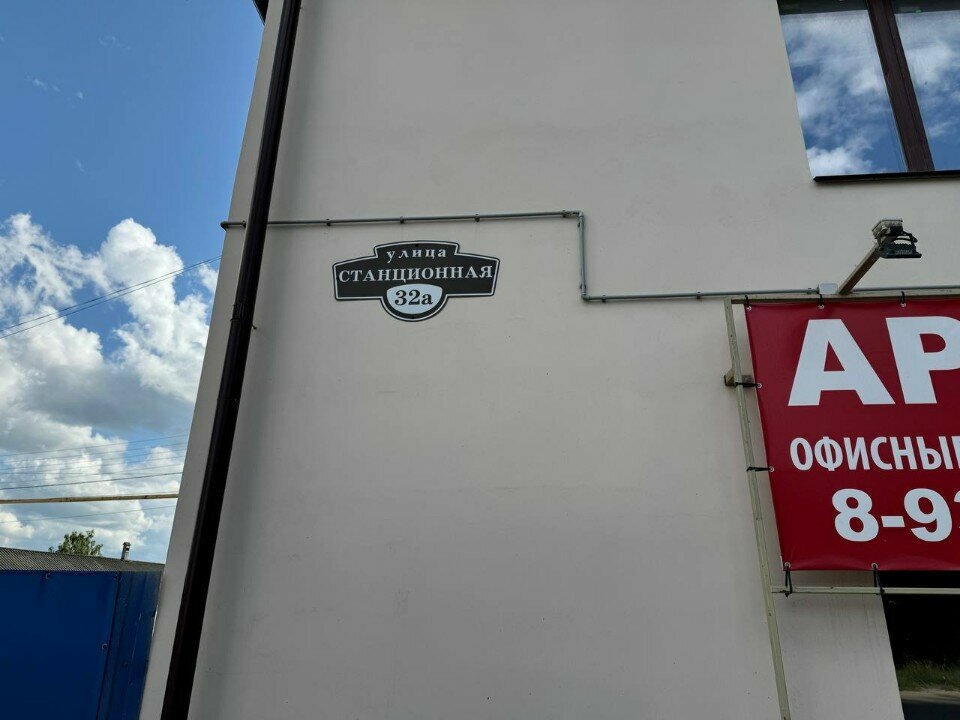 улица
СТАНЦИОННАЯ
32а
АР
ОФИСНЫ
8-9